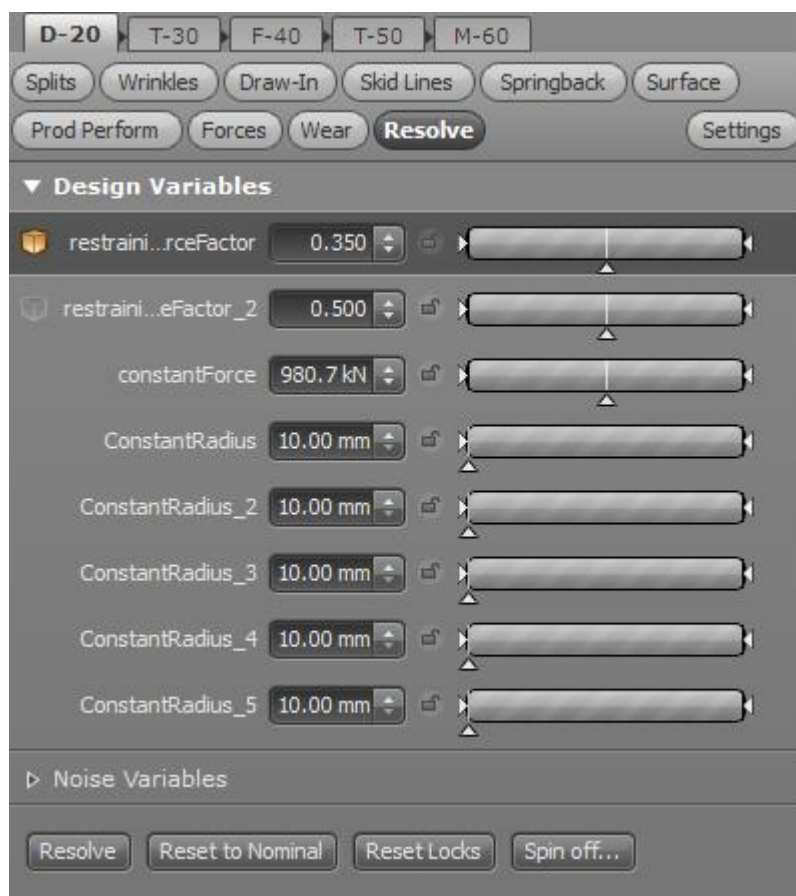 D-20 T-30 F-40 T-50 M-60
Splits Wrinkles Draw-In Skid Lines Springback Surface
Prod Perform Forces Wear Resolve Settings
Design Variables
restraini...rceFactor 0.350
restraini...eFactor_2 0.500
constantForce 980.7 kN
ConstantRadius 10.00 mm
ConstantRadius_2 10.00 mm
ConstantRadius_3 10.00 mm
ConstantRadius_4 10.00 mm
ConstantRadius_5 10.00 mm
Noise Variables
Resolve Reset to Nominal Reset Locks Spin off...